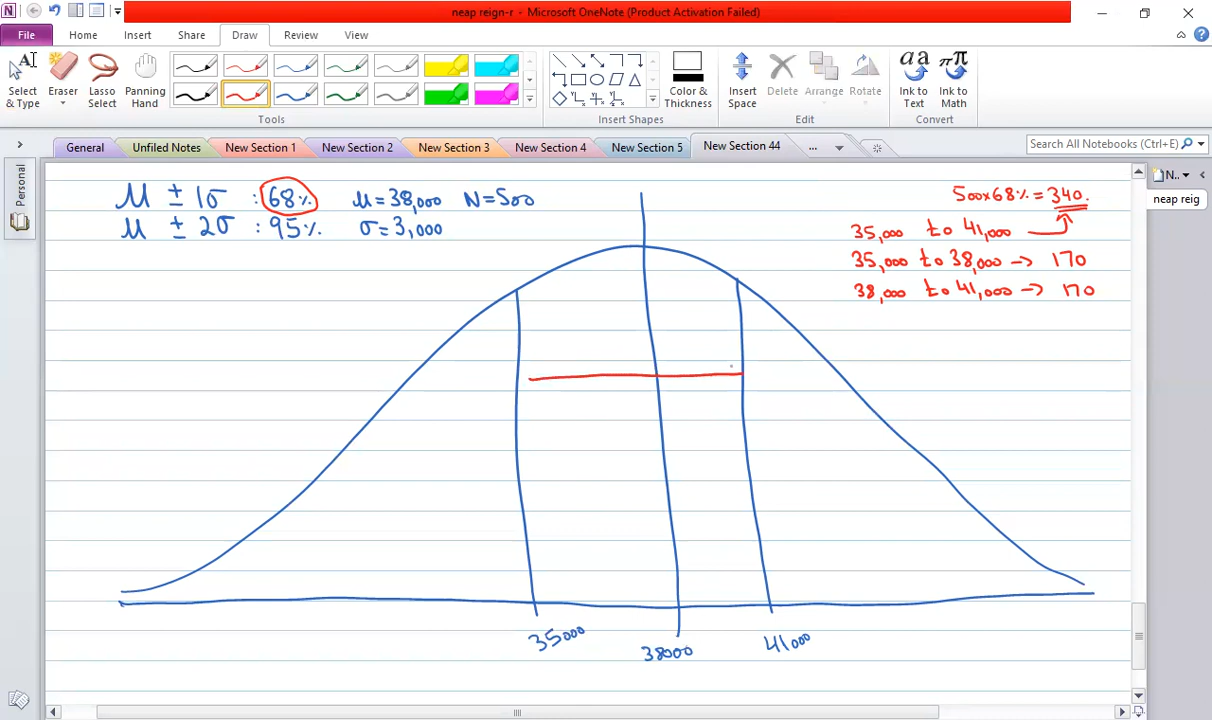 neap reign-r - Microsoft OneNote (Product Activation Failed)
File Home Insert Share Draw Review View
Select & Type
Eraser
Lasso Select
Panning Hand
Color & Thickness
Insert Space
Delete
Arrange
Rotate
Ink to Text
Ink to Math
Tools
Insert Shapes
Edit
Convert
General Unfiled Notes New Section 1 New Section 2 New Section 3 New Section 4 New Section 5 New Section 44 ...
Search All Notebooks (Ctrl+E)
Personal
N..
neap reig
μ ± 1σ : 68% μ = 38,000 N=500
μ ± 2σ : 95% σ = 3,000
500x68% = 340.
35,000 to 41,000
35,000 to 38,000 → 170
38,000 to 41,000 → 170
35000
38000
41000